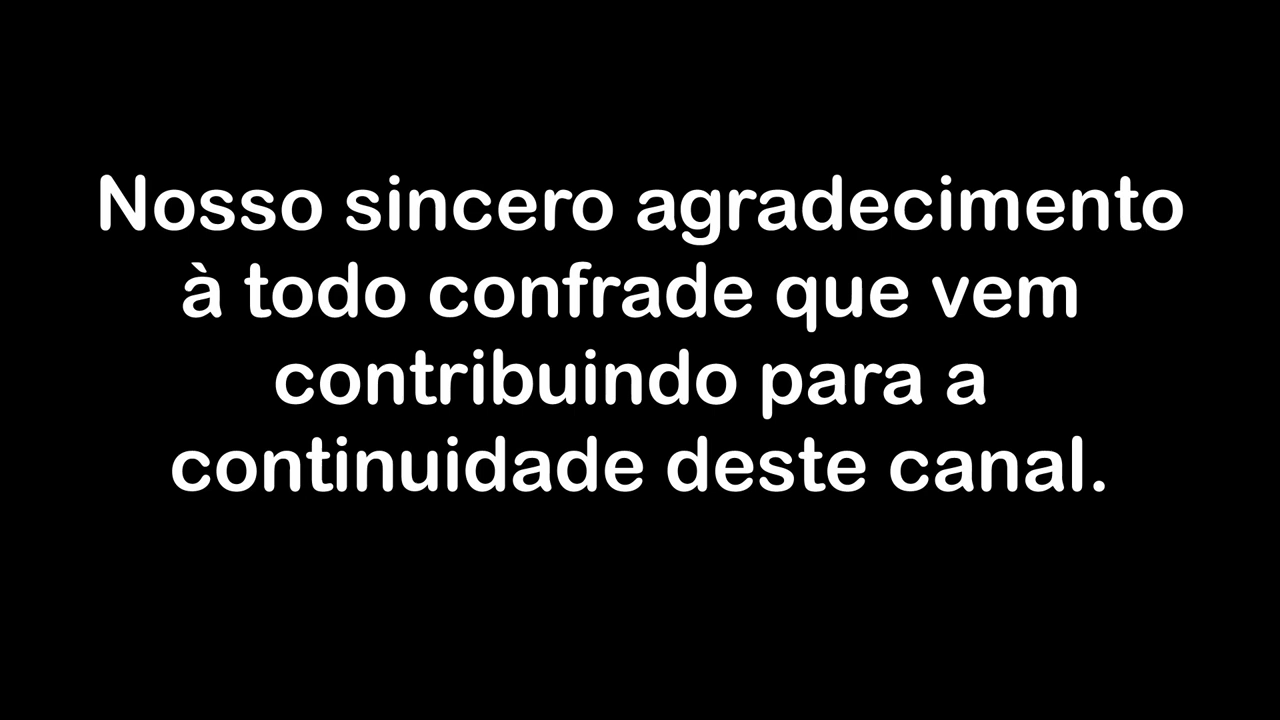 Nosso sincero agradecimento
à todo confrade que vem
contribuindo para a
continuidade deste canal.